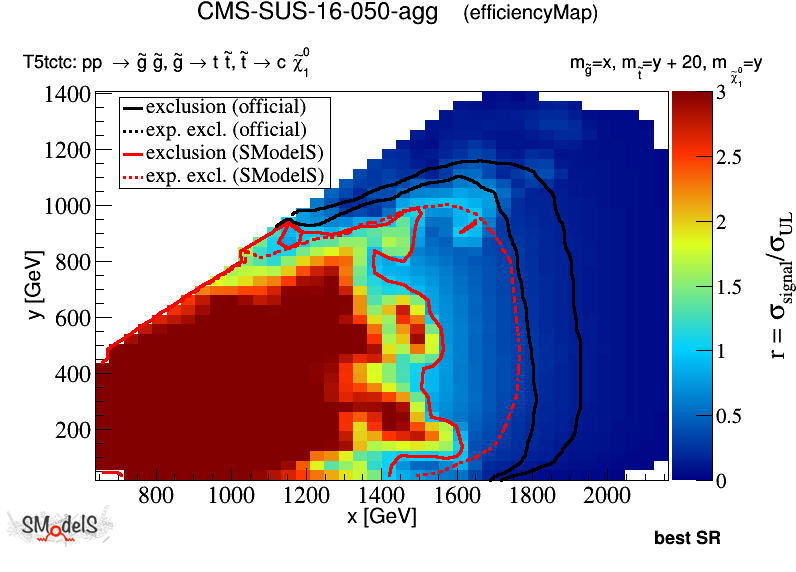 CMS-SUS-16-050-agg (efficiencyMap)
T5tctc: pp → g̃ g̃, g̃ → t t̃, t̃ → c χ̃₁⁰ m_g̃=x, m_t̃=y + 20, m_χ̃₁⁰=y
exclusion (official)
exp. excl. (official)
exclusion (SModelS)
exp. excl. (SModelS)
1400
1200
1000
800
600
400
200
y [GeV]
800 1000 1200 1400 1600 1800 2000
x [GeV]
3
2.5
2
1.5
1
0.5
0
r = σ_signal/σ_UL
SModelS
best SR